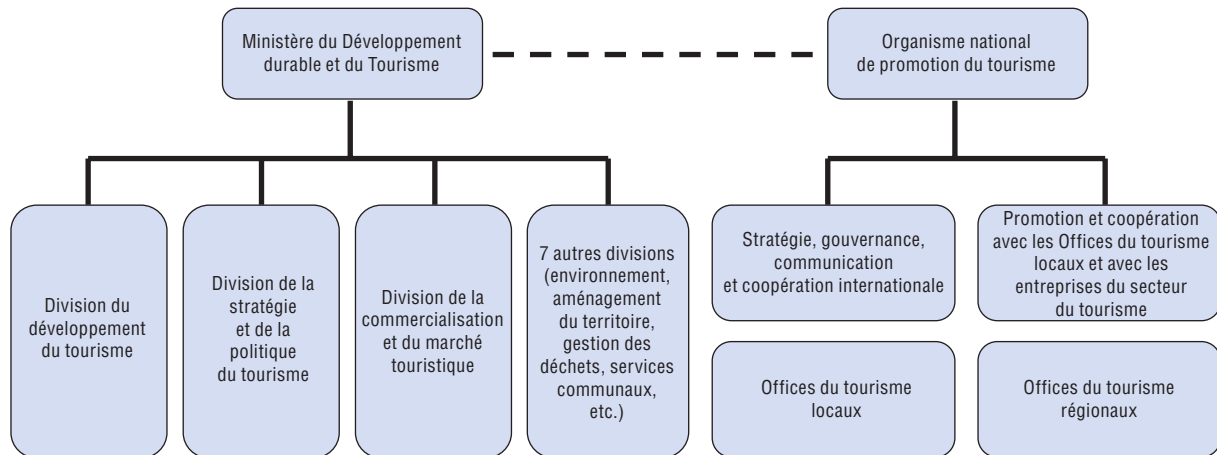 Ministère du Développement
durable et du Tourisme
Organisme national
de promotion du tourisme
Division du
développement
du tourisme
Division de la
stratégie
et de la
politique
du tourisme
Division de la
commercialisation
et du marché
touristique
7 autres divisions
(environnement,
aménagement
du territoire,
gestion des
déchets, services
communaux,
etc.)
Stratégie, gouvernance,
communication
et coopération internationale
Promotion et coopération
avec les Offices du tourisme
locaux et avec les
entreprises du secteur
du tourisme
Offices du tourisme
locaux
Offices du tourisme
régionaux